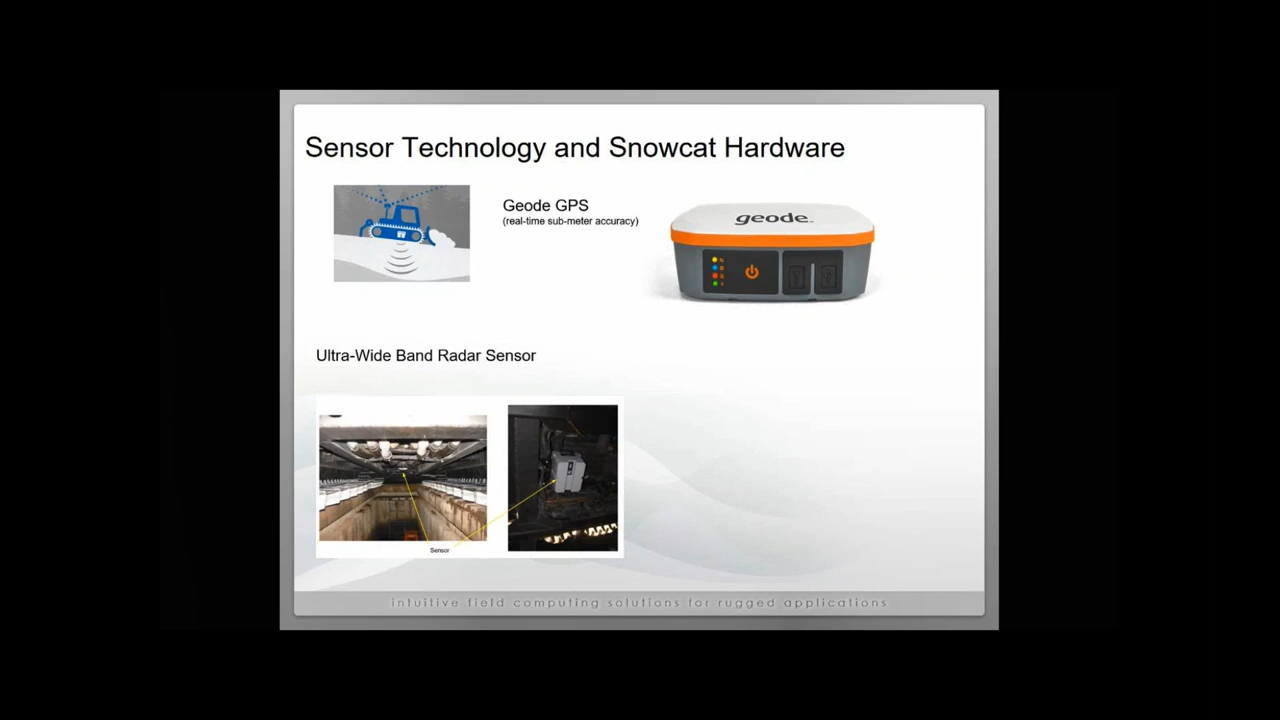 Sensor Technology and Snowcat Hardware
Geode GPS
(real-time sub-meter accuracy)
geode
Ultra-Wide Band Radar Sensor
Sensor
intuitive field computing solutions for rugged applications